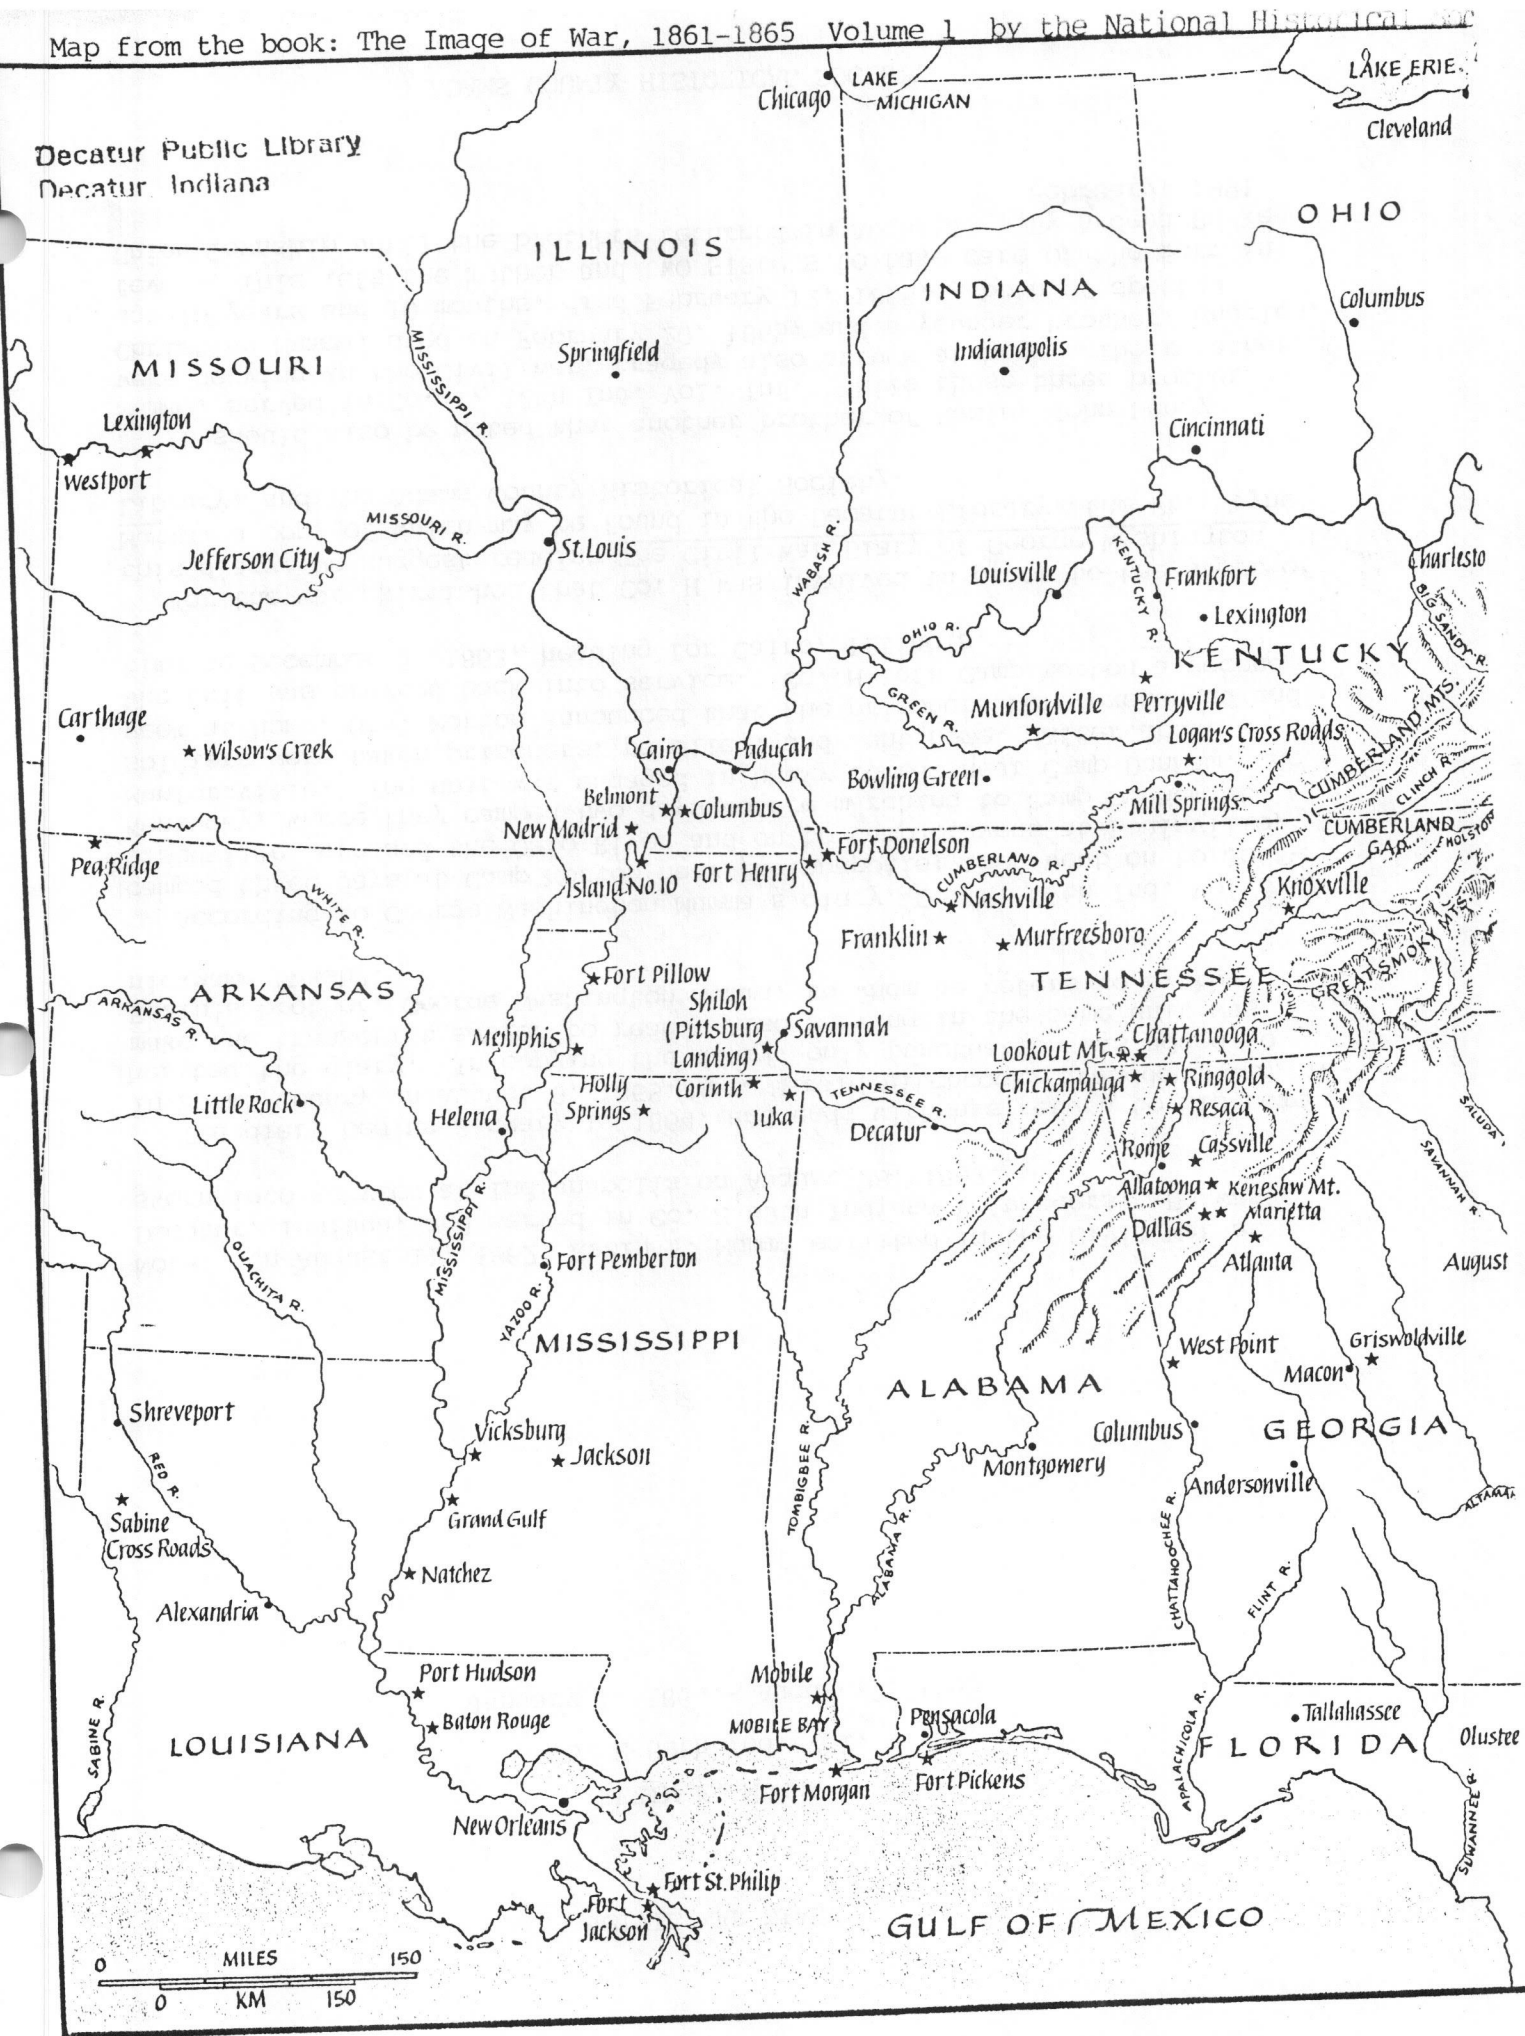 Map from the book: The Image of War, 1861-1865 Volume 1 by the National Historical Soc
LAKE
MICHIGAN
Chicago
LAKE ERIE
Cleveland
Decatur Public Library
Decatur, Indiana
OHIO
ILLINOIS
INDIANA
Columbus
MISSISSIPPI R.
Springfield
Indianapolis
MISSOURI
Lexington
Cincinnati
Westport
MISSOURI R.
Jefferson City
St. Louis
WABASH R.
Louisville
KENTUCKY R.
Frankfort
Charlesto
Lexington
BIG SANDY R.
OHIO R.
KENTUCKY
GREEN R.
Munfordville
Perryville
Carthage
Wilson's Creek
Cairo
Paducah
Logan's Cross Roads
CUMBERLAND MTS.
Bowling Green
CLINCH R.
Belmont
Columbus
Mill Springs
New Madrid
CUMBERLAND
GAP
HOLSTON
Pea Ridge
Fort Donelson
Island No. 10
Fort Henry
CUMBERLAND R.
Knoxville
WHITE R.
Nashville
Franklin
Murfreesboro
GREAT SMOKY MTS.
Fort Pillow
TENNESSEE
ARKANSAS
ARKANSAS R.
Shiloh
(Pittsburg
Landing)
Savannah
Memphis
Chattanooga
Lookout Mt.
Holly
Springs
Corinth
Chickamauga
Ringgold
Little Rock
Helena
Iuka
TENNESSEE R.
Resaca
SALUDA
Decatur
Rome
Cassville
SAVANNAH R.
Allatoona
Kenesaw Mt.
MISSISSIPPI R.
Dallas
Marietta
OUACHITA R.
Fort Pemberton
Atlanta
August
YAZOO R.
MISSISSIPPI
West Point
Griswoldville
Macon
ALABAMA
Shreveport
Vicksburg
Columbus
GEORGIA
Jackson
TOMBIGBEE R.
Montgomery
RED R.
Andersonville
ALTAMA
Sabine
Cross Roads
Grand Gulf
ALABAMA R.
CHATTAHOOCHEE R.
Natchez
FLINT R.
Alexandria
Port Hudson
Mobile
SABINE R.
Baton Rouge
MOBILE BAY
Pensacola
APALACHICOLA R.
Tallahassee
LOUISIANA
FLORIDA
Olustee
Fort Morgan
Fort Pickens
New Orleans
SUWANNEE R.
Fort St. Philip
Fort
Jackson
GULF OF MEXICO
0 MILES 150
0 KM 150